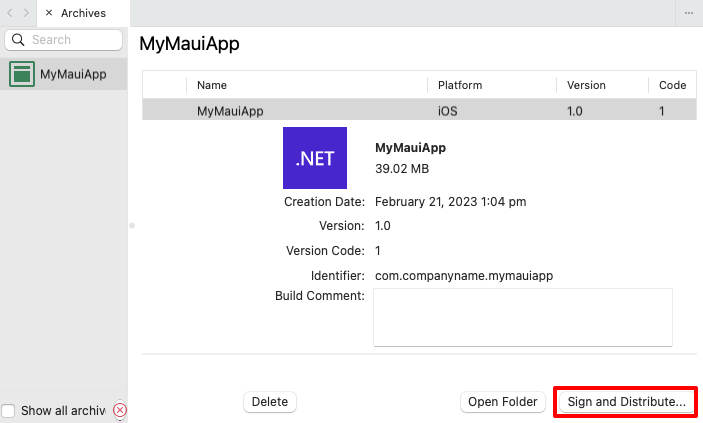 Archives
Search
MyMauiApp
MyMauiApp
Name Platform Version Code
MyMauiApp iOS 1.0 1
.NET
MyMauiApp
39.02 MB
Creation Date: February 21, 2023 1:04 pm
Version: 1.0
Version Code: 1
Identifier: com.companyname.mymauiapp
Build Comment:
Show all archive
Delete Open Folder Sign and Distribute...